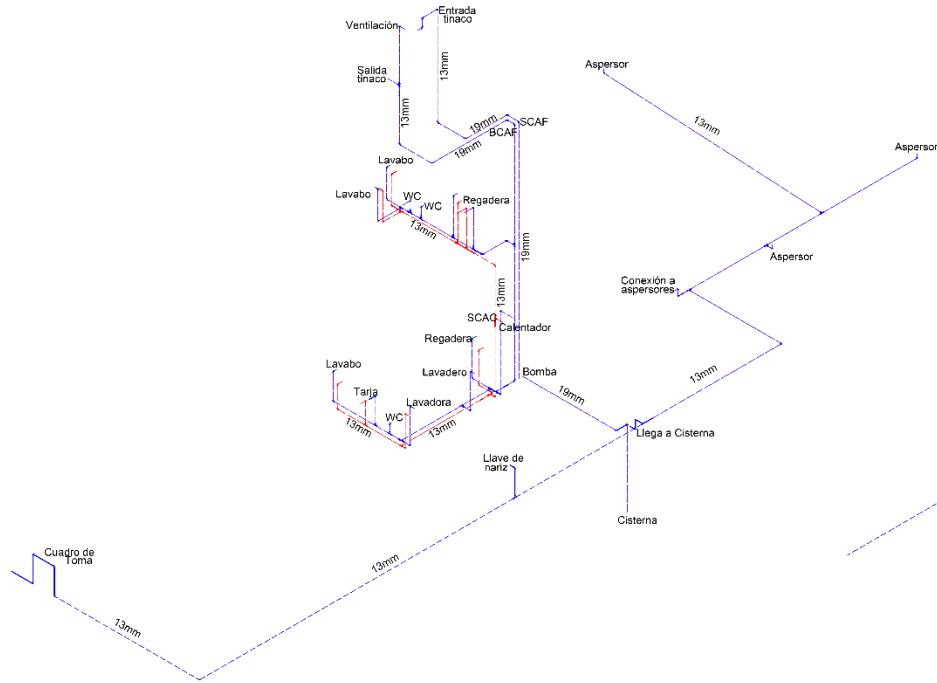 Entrada
tinaco
Ventilación
Salida
tinaco
13mm
13mm
19mm
SCAF
BCAF
19mm
Aspersor
13mm
Aspersor
Lavabo
Lavabo
WC
WC
Regadera
13mm
19mm
Aspersor
Conexión a
aspersores
13mm
SCAC
Calentador
Regadera
Lavabo
Lavadero
Bomba
Tarja
Lavadora
WC
13mm
13mm
19mm
13mm
Llega a Cisterna
Llave de
nariz
Cisterna
Cuadro de
Toma
13mm
13mm